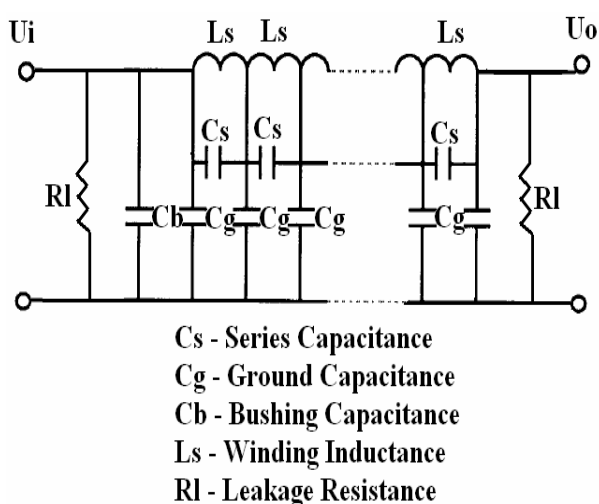 Ui Ls Ls Ls Uo
Cs Cs Cs
Rl Cb Cg Cg Cg Cg Rl
Cs - Series Capacitance
Cg - Ground Capacitance
Cb - Bushing Capacitance
Ls - Winding Inductance
Rl - Leakage Resistance